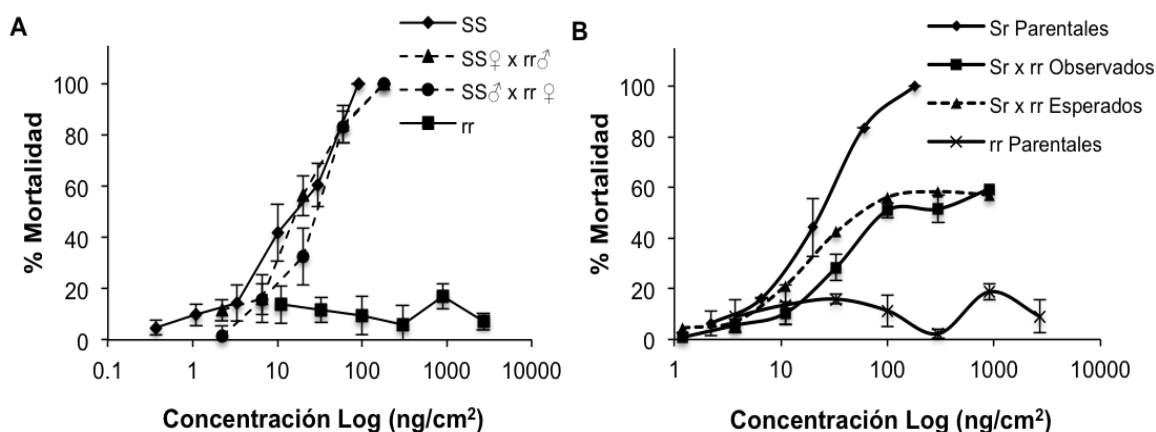 A
SS
SS♀ x rr♂
SS♂ x rr ♀
rr
% Mortalidad
100
80
60
40
20
0
0.1 1 10 100 1000 10000
Concentración Log (ng/cm²)
B
Sr Parentales
Sr x rr Observados
Sr x rr Esperados
rr Parentales
% Mortalidad
100
80
60
40
20
0
1 10 100 1000 10000
Concentración Log (ng/cm²)